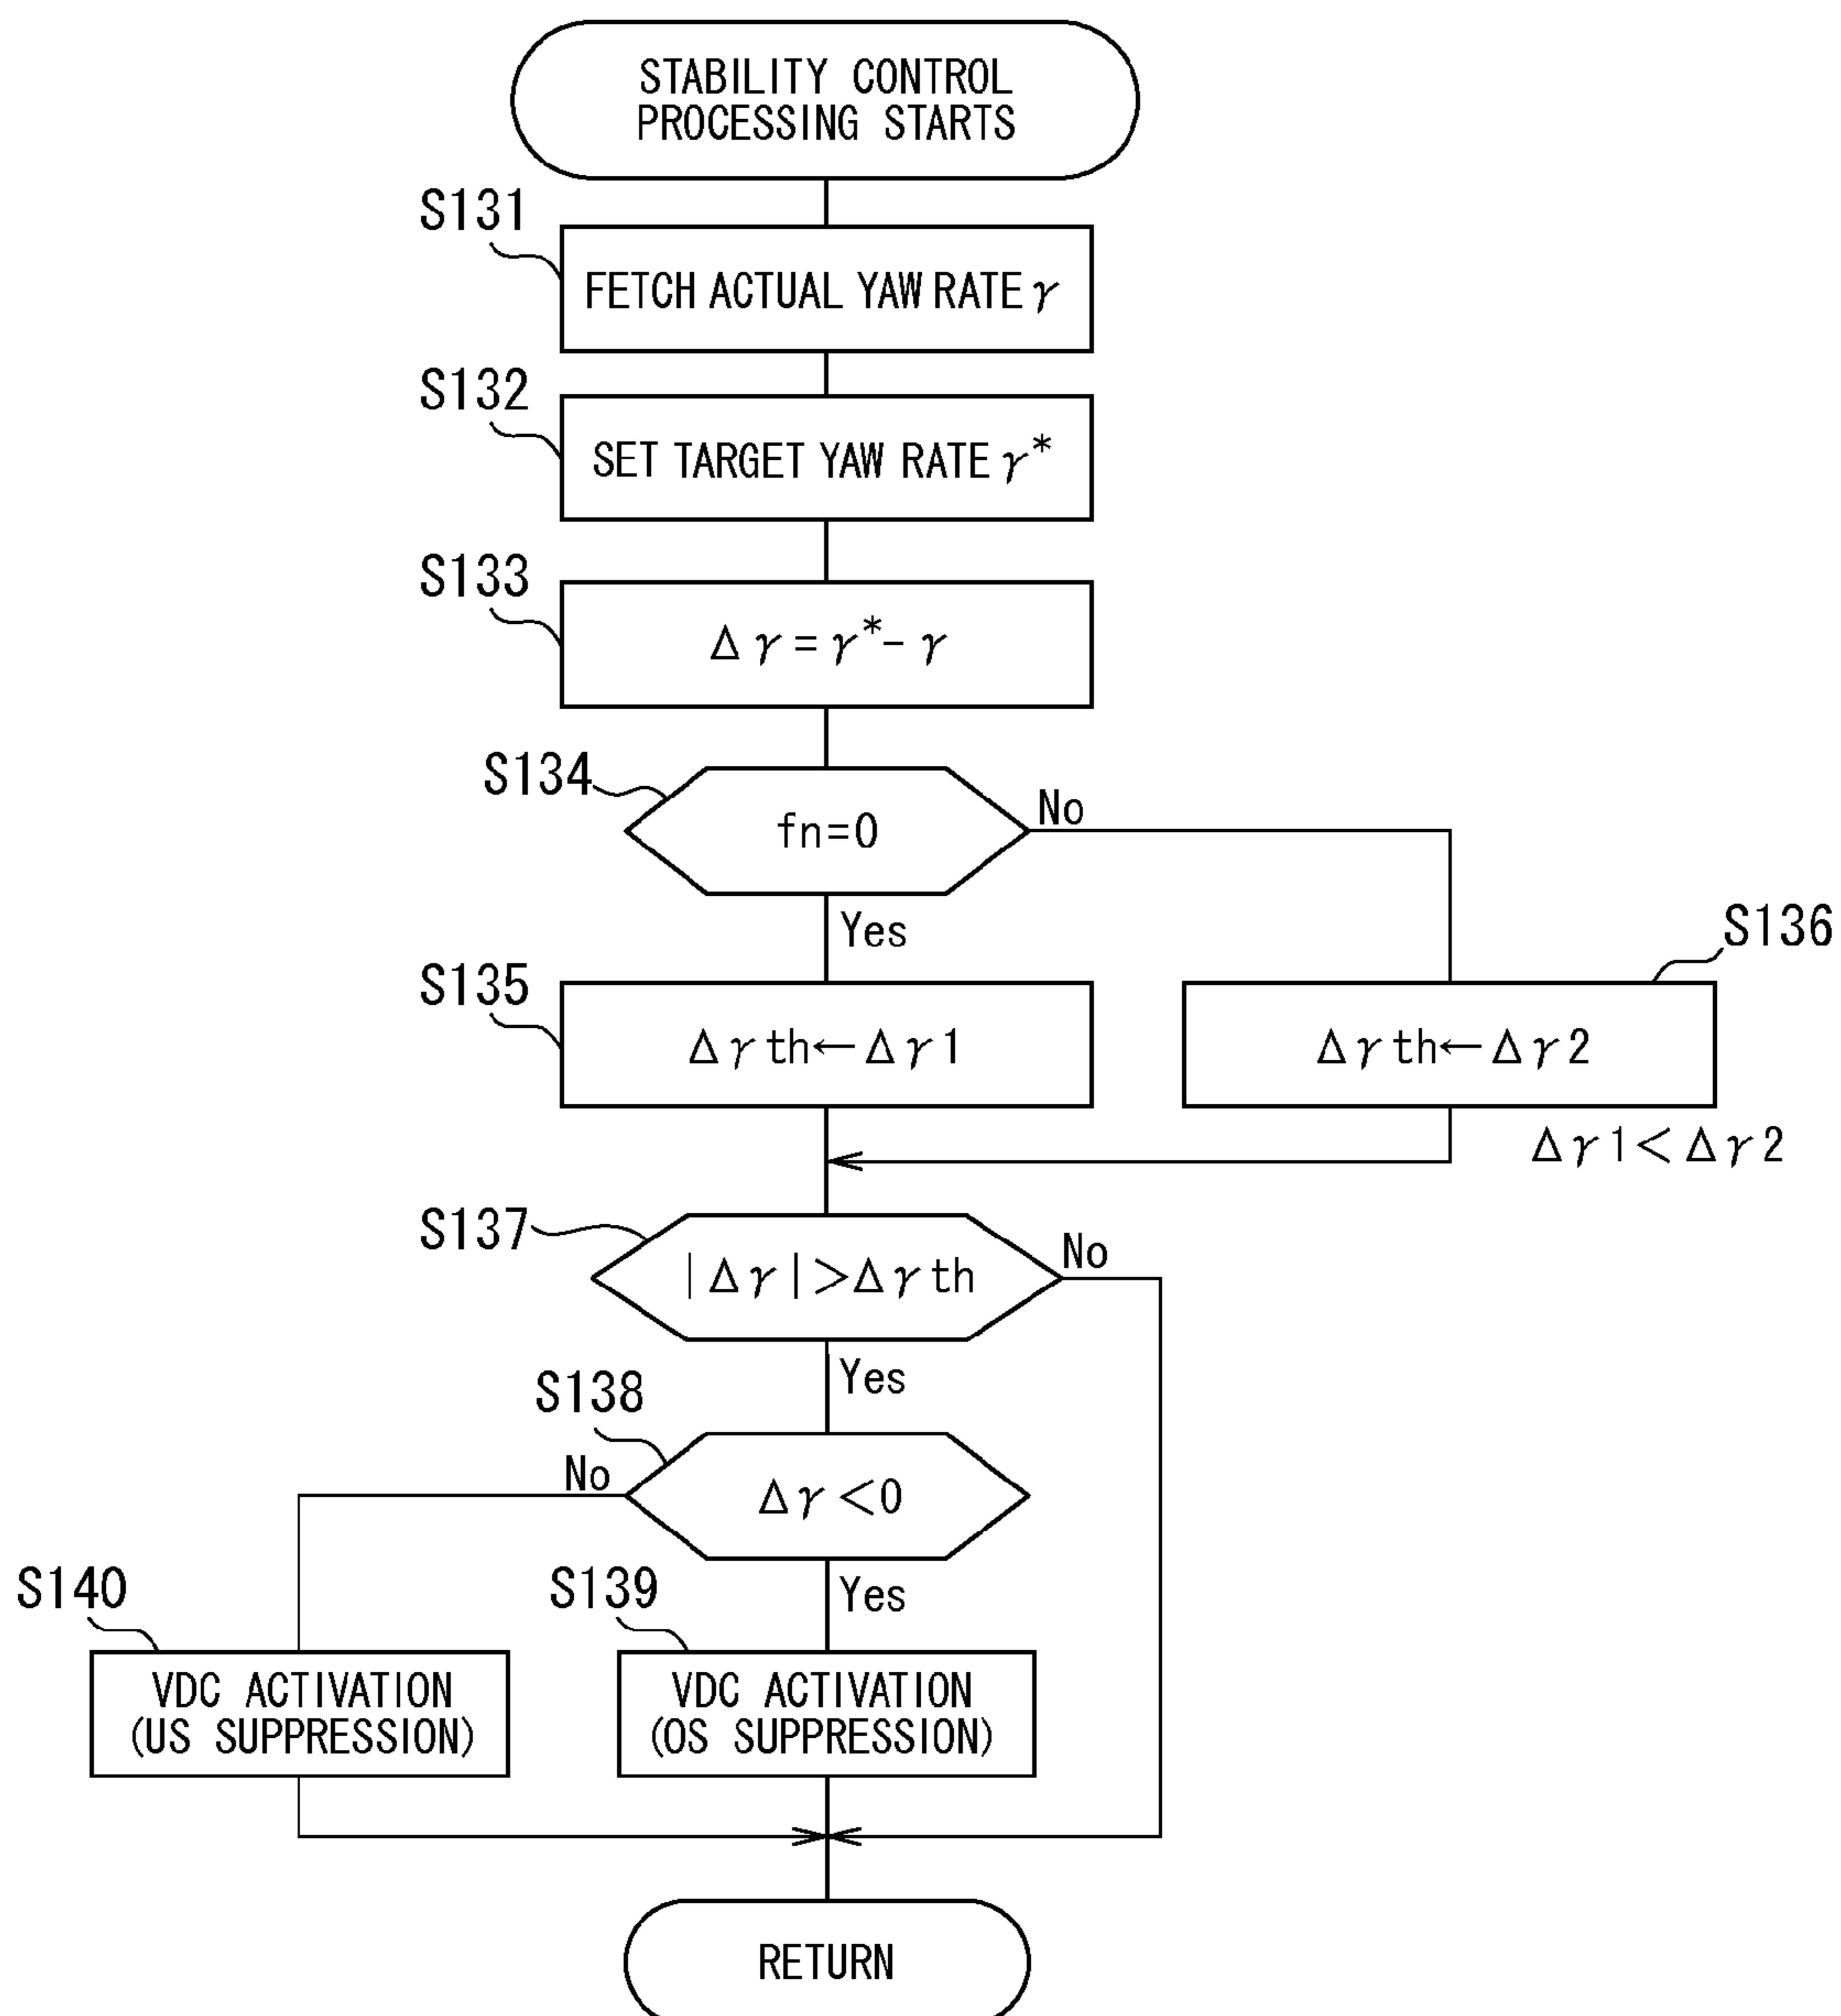 STABILITY CONTROL
PROCESSING STARTS
S131
FETCH ACTUAL YAW RATE γ
S132
SET TARGET YAW RATE γ*
S133
Δγ=γ*-γ
S134
fn=0
No
Yes
S135
Δγth←Δγ1
S136
Δγth←Δγ2
Δγ1<Δγ2
S137
|Δγ|>Δγth
No
Yes
S138
Δγ<0
No
Yes
S140
VDC ACTIVATION
(US SUPPRESSION)
S139
VDC ACTIVATION
(OS SUPPRESSION)
RETURN